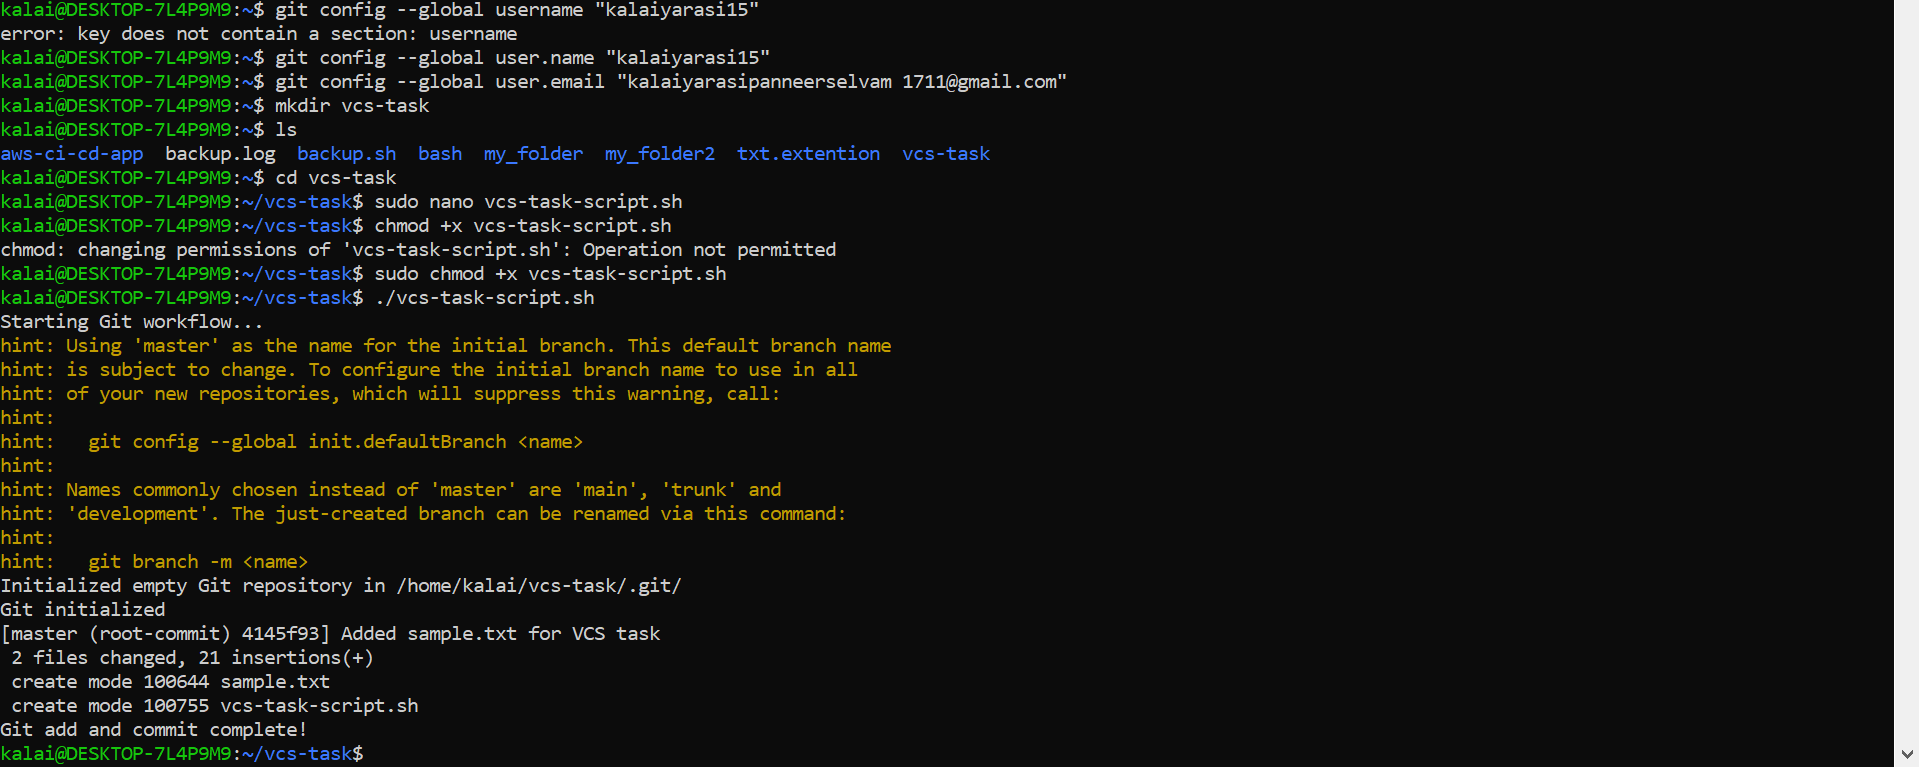 kalai@DESKTOP-7L4P9M9:~$ git config --global username "kalaiyarasi15"
error: key does not contain a section: username
kalai@DESKTOP-7L4P9M9:~$ git config --global user.name "kalaiyarasi15"
kalai@DESKTOP-7L4P9M9:~$ git config --global user.email "kalaiyarasipanneerselvam 1711@gmail.com"
kalai@DESKTOP-7L4P9M9:~$ mkdir vcs-task
kalai@DESKTOP-7L4P9M9:~$ ls
aws-ci-cd-app  backup.log  backup.sh  bash  my_folder  my_folder2  txt.extention  vcs-task
kalai@DESKTOP-7L4P9M9:~$ cd vcs-task
kalai@DESKTOP-7L4P9M9:~/vcs-task$ sudo nano vcs-task-script.sh
kalai@DESKTOP-7L4P9M9:~/vcs-task$ chmod +x vcs-task-script.sh
chmod: changing permissions of 'vcs-task-script.sh': Operation not permitted
kalai@DESKTOP-7L4P9M9:~/vcs-task$ sudo chmod +x vcs-task-script.sh
kalai@DESKTOP-7L4P9M9:~/vcs-task$ ./vcs-task-script.sh
Starting Git workflow...
hint: Using 'master' as the name for the initial branch. This default branch name
hint: is subject to change. To configure the initial branch name to use in all
hint: of your new repositories, which will suppress this warning, call:
hint:
hint:   git config --global init.defaultBranch <name>
hint:
hint: Names commonly chosen instead of 'master' are 'main', 'trunk' and
hint: 'development'. The just-created branch can be renamed via this command:
hint:
hint:   git branch -m <name>
Initialized empty Git repository in /home/kalai/vcs-task/.git/
Git initialized
[master (root-commit) 4145f93] Added sample.txt for VCS task
 2 files changed, 21 insertions(+)
 create mode 100644 sample.txt
 create mode 100755 vcs-task-script.sh
Git add and commit complete!
kalai@DESKTOP-7L4P9M9:~/vcs-task$